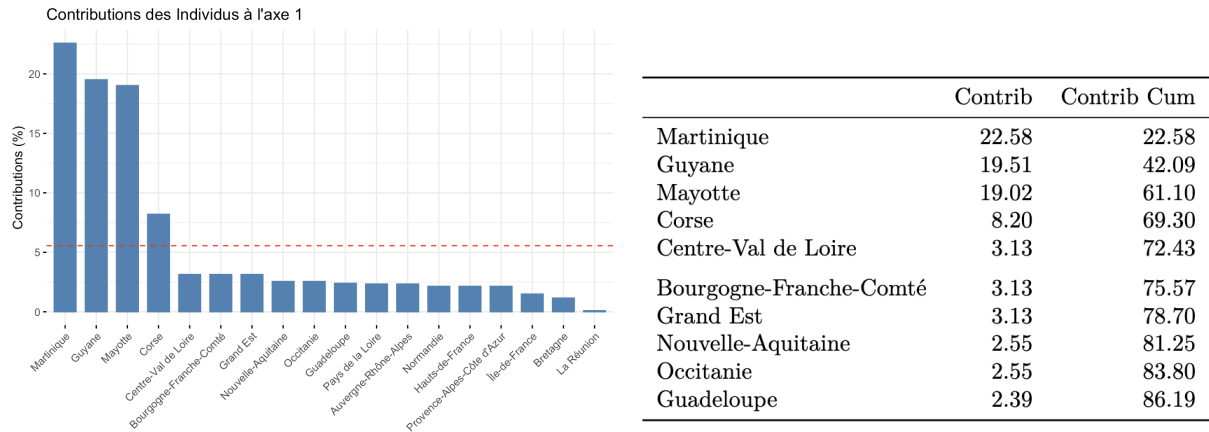 Contributions des Individus à l'axe 1
Contributions (%)
20
15
10
5
0
Martinique
Guyane
Mayotte
Corse
Centre-Val de Loire
Bourgogne-Franche-Comté
Grand Est
Nouvelle-Aquitaine
Occitanie
Guadeloupe
Pays de la Loire
Auvergne-Rhône-Alpes
Normandie
Hauts-de-France
Provence-Alpes-Côte d'Azur
Île-de-France
Bretagne
La Réunion
Contrib Contrib Cum
Martinique 22.58 22.58
Guyane 19.51 42.09
Mayotte 19.02 61.10
Corse 8.20 69.30
Centre-Val de Loire 3.13 72.43
Bourgogne-Franche-Comté 3.13 75.57
Grand Est 3.13 78.70
Nouvelle-Aquitaine 2.55 81.25
Occitanie 2.55 83.80
Guadeloupe 2.39 86.19